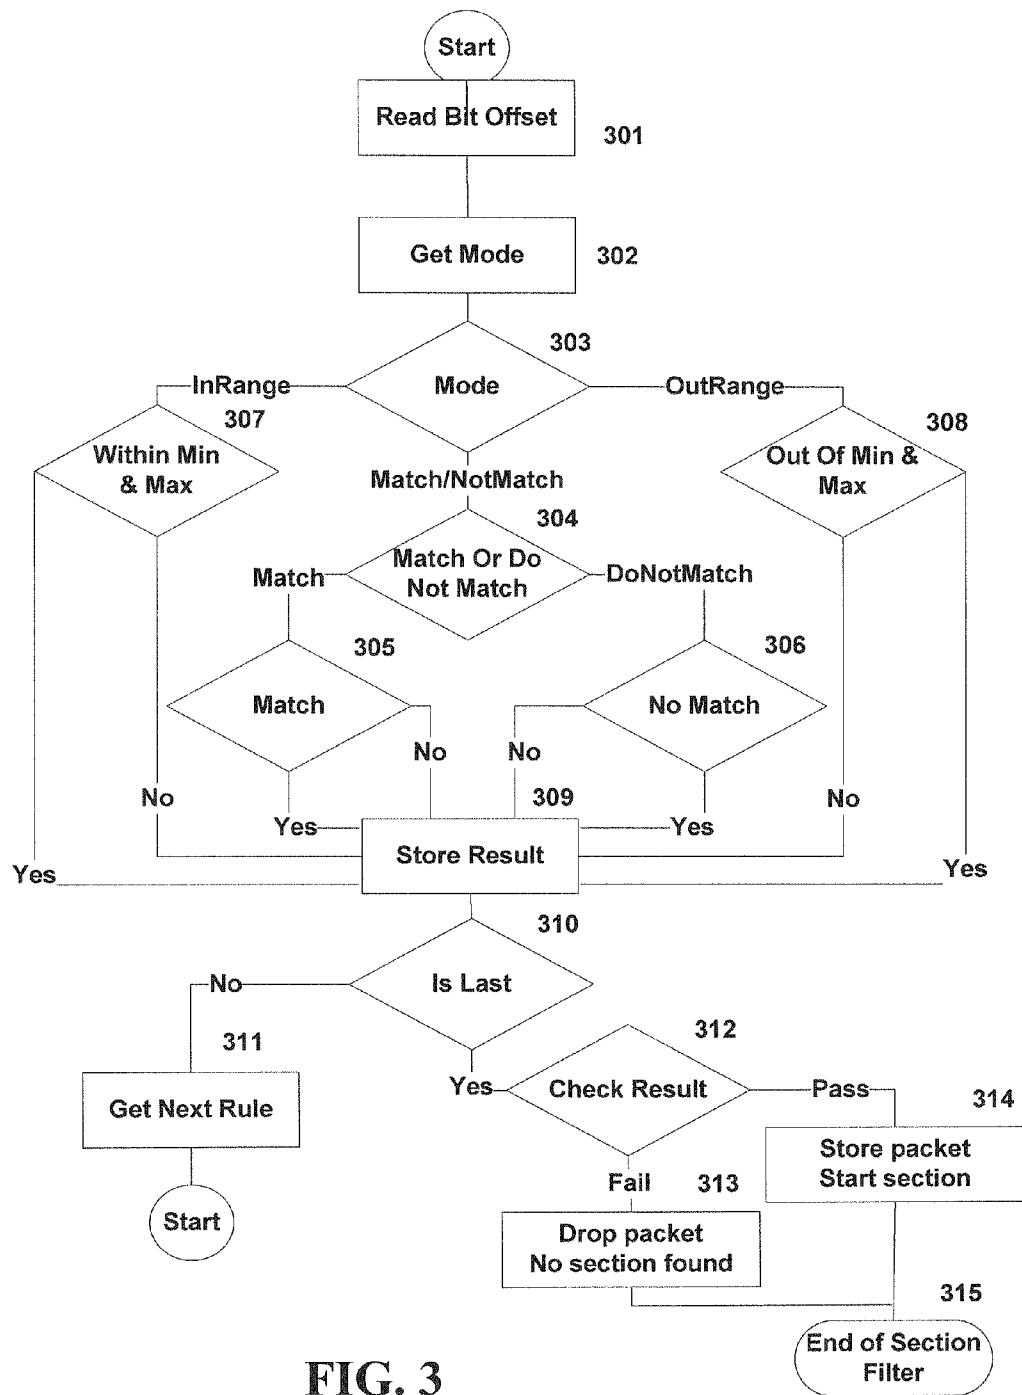 Start
Read Bit Offset
301
Get Mode
302
303
InRange
Mode
OutRange
307
308
Within Min
& Max
Match/NotMatch
Out Of Min &
Max
304
Match Or Do
Not Match
Match
DoNotMatch
305
306
Match
No Match
No
No
No
309
No
Yes
Yes
Store Result
Yes
Yes
310
No
Is Last
311
312
Yes
Check Result
Pass
Get Next Rule
314
Store packet
Start section
Fail
313
Start
Drop packet
No section found
315
End of Section
Filter
FIG. 3